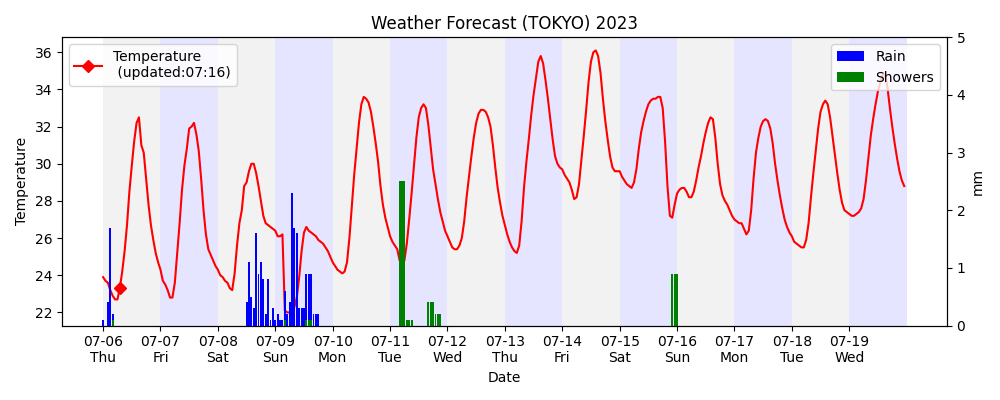 Weather Forecast (TOKYO) 2023
Temperature
(updated:07:16)
Rain
Showers
36
34
32
30
28
26
24
22
Temperature
5
4
3
2
1
0
mm
07-06 07-07 07-08 07-09 07-10 07-11 07-12 07-13 07-14 07-15 07-16 07-17 07-18 07-19
Thu Fri Sat Sun Mon Tue Wed Thu Fri Sat Sun Mon Tue Wed
Date